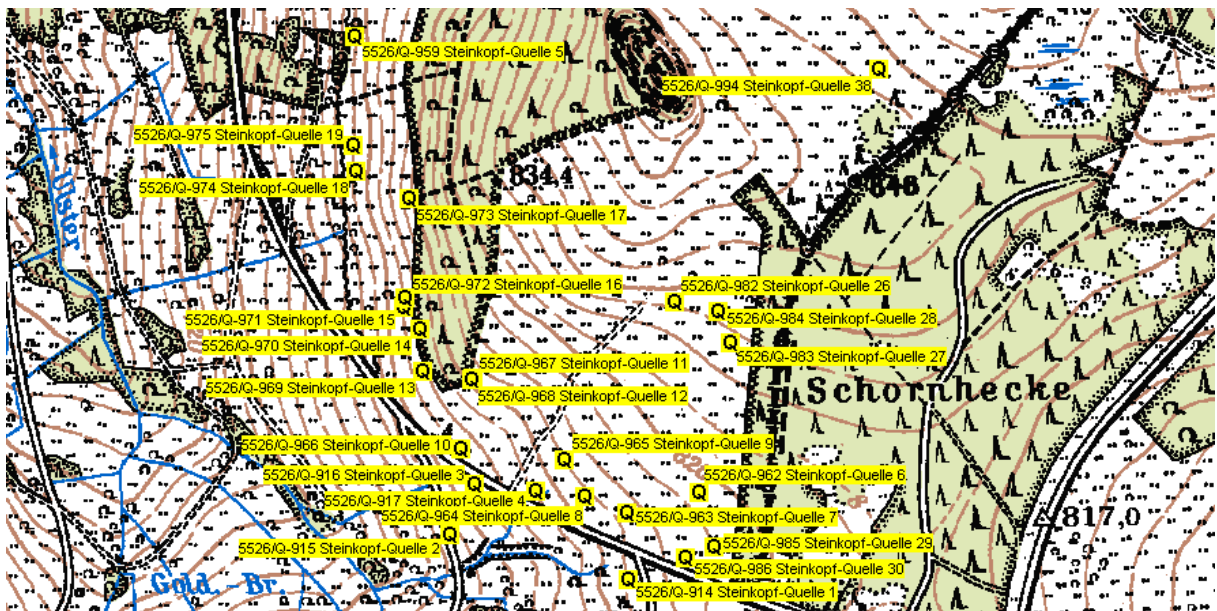 5526/Q-959 Steinkopf-Quelle 5
Q
Q
5526/Q-994 Steinkopf-Quelle 38
5526/Q-975 Steinkopf-Quelle 19
Q
Q
5526/Q-974 Steinkopf-Quelle 18
834,4
848
Ulster
Q
5526/Q-973 Steinkopf-Quelle 17
5526/Q-972 Steinkopf-Quelle 16
5526/Q-982 Steinkopf-Quelle 26
Q
Q
5526/Q-971 Steinkopf-Quelle 15
Q
5526/Q-984 Steinkopf-Quelle 28
Q
5526/Q-970 Steinkopf-Quelle 14
Q
5526/Q-983 Steinkopf-Quelle 27
5526/Q-967 Steinkopf-Quelle 11
Q
5526/Q-969 Steinkopf-Quelle 13
Q
5526/Q-968 Steinkopf-Quelle 12
Schornhecke
5526/Q-966 Steinkopf-Quelle 10
Q
5526/Q-965 Steinkopf-Quelle 9
Q
5526/Q-916 Steinkopf-Quelle 3
Q
5526/Q-962 Steinkopf-Quelle 6
Q
5526/Q-917 Steinkopf-Quelle 4
Q
Q
5526/Q-964 Steinkopf-Quelle 8
Q
5526/Q-963 Steinkopf-Quelle 7
817,0
Q
5526/Q-915 Steinkopf-Quelle 2
Q
5526/Q-985 Steinkopf-Quelle 29
Q
5526/Q-986 Steinkopf-Quelle 30
Q
5526/Q-914 Steinkopf-Quelle 1
Gold.-Br.